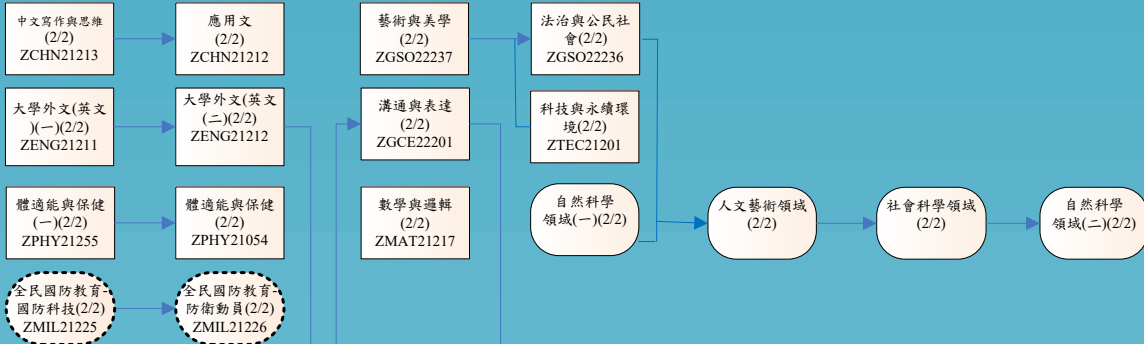 中文寫作與思維
(2/2)
ZCHN21213
應用文
(2/2)
ZCHN21212
藝術與美學
(2/2)
ZGSO22237
法治與公民社
會(2/2)
ZGSO22236
大學外文(英文
)(一)(2/2)
ZENG21211
大學外文(英文
(二)(2/2)
ZENG21212
溝通與表達
(2/2)
ZGCE22201
科技與永續環
境(2/2)
ZTEC21201
體適能與保健
(一)(2/2)
ZPHY21255
體適能與保健
(2/2)
ZPHY21054
數學與邏輯
(2/2)
ZMAT21217
自然科學
領域(一)(2/2)
人文藝術領域
(2/2)
社會科學領域
(2/2)
自然科學
領域(二)(2/2)
全民國防教育-
國防科技(2/2)
ZMIL21225
全民國防教育-
防衛動員(2/2)
ZMIL21226